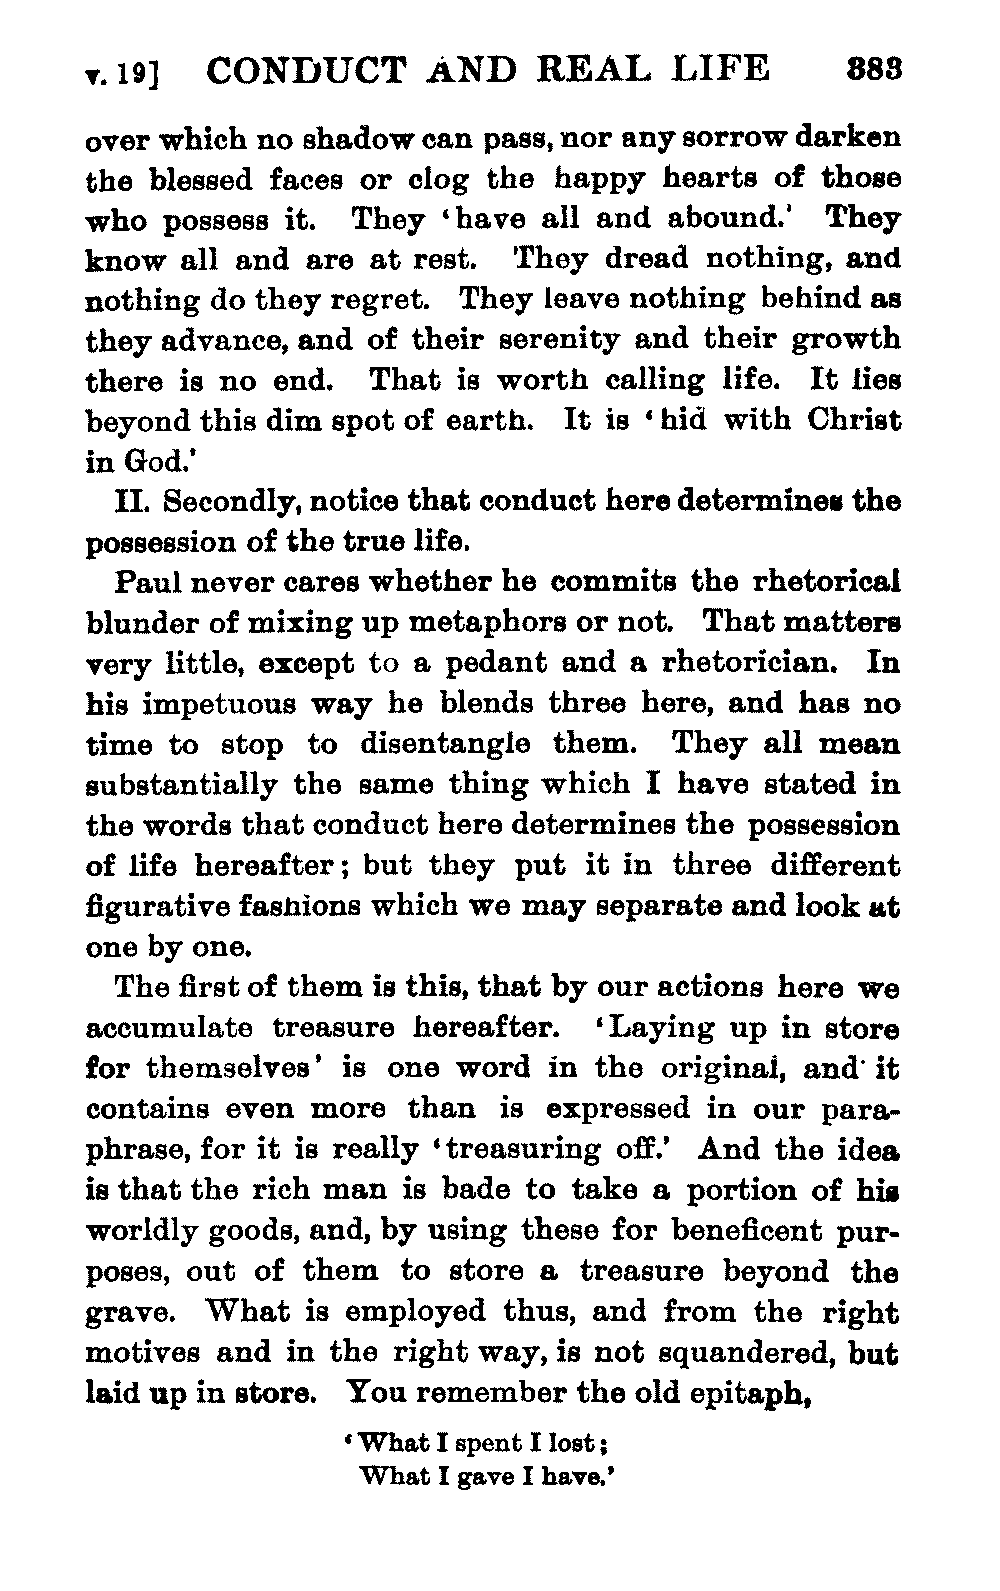 v. 19] CONDUCT AND REAL LIFE 383
over which no shadow can pass, nor any sorrow darken
the blessed faces or clog the happy hearts of those
who possess it. They ‘have all and abound.’ They
know all and are at rest. They dread nothing, and
nothing do they regret. They leave nothing behind as
they advance, and of their serenity and their growth
there is no end. That is worth calling life. It lies
beyond this dim spot of earth. It is ‘hid with Christ
in God.’
II. Secondly, notice that conduct here determines the
possession of the true life.
Paul never cares whether he commits the rhetorical
blunder of mixing up metaphors or not. That matters
very little, except to a pedant and a rhetorician. In
his impetuous way he blends three here, and has no
time to stop to disentangle them. They all mean
substantially the same thing which I have stated in
the words that conduct here determines the possession
of life hereafter; but they put it in three different
figurative fashions which we may separate and look at
one by one.
The first of them is this, that by our actions here we
accumulate treasure hereafter. ‘Laying up in store
for themselves’ is one word in the original, and it
contains even more than is expressed in our para-
phrase, for it is really ‘treasuring off.’ And the idea
is that the rich man is bade to take a portion of his
worldly goods, and, by using these for beneficent pur-
poses, out of them to store a treasure beyond the
grave. What is employed thus, and from the right
motives and in the right way, is not squandered, but
laid up in store. You remember the old epitaph,
‘What I spent I lost;
What I gave I have.’